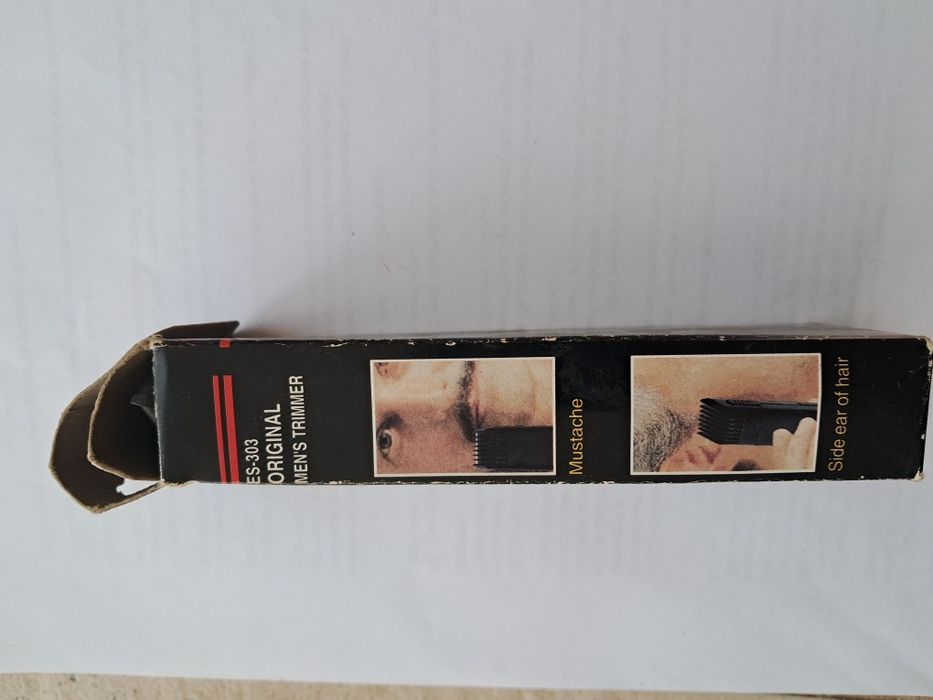 ES-303
ORIGINAL
MEN'S TRIMMER
Mustache
Side ear of hair